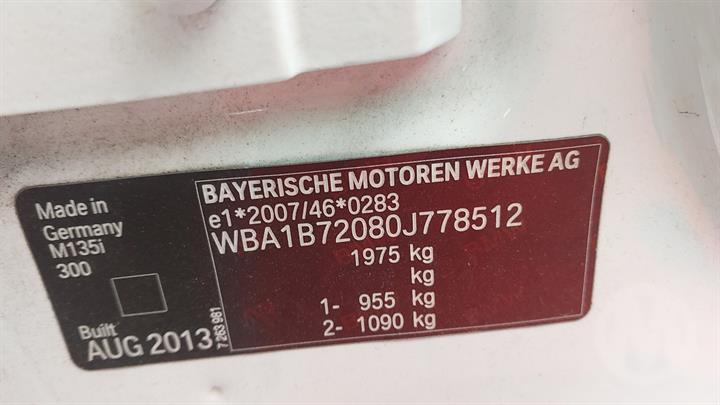 Made in
Germany
M135i
300
Built
AUG 2013
7 263 981
BAYERISCHE MOTOREN WERKE AG
e1*2007/46*0283
WBA1B72080J778512
1975 kg
kg
1- 955 kg
2- 1090 kg